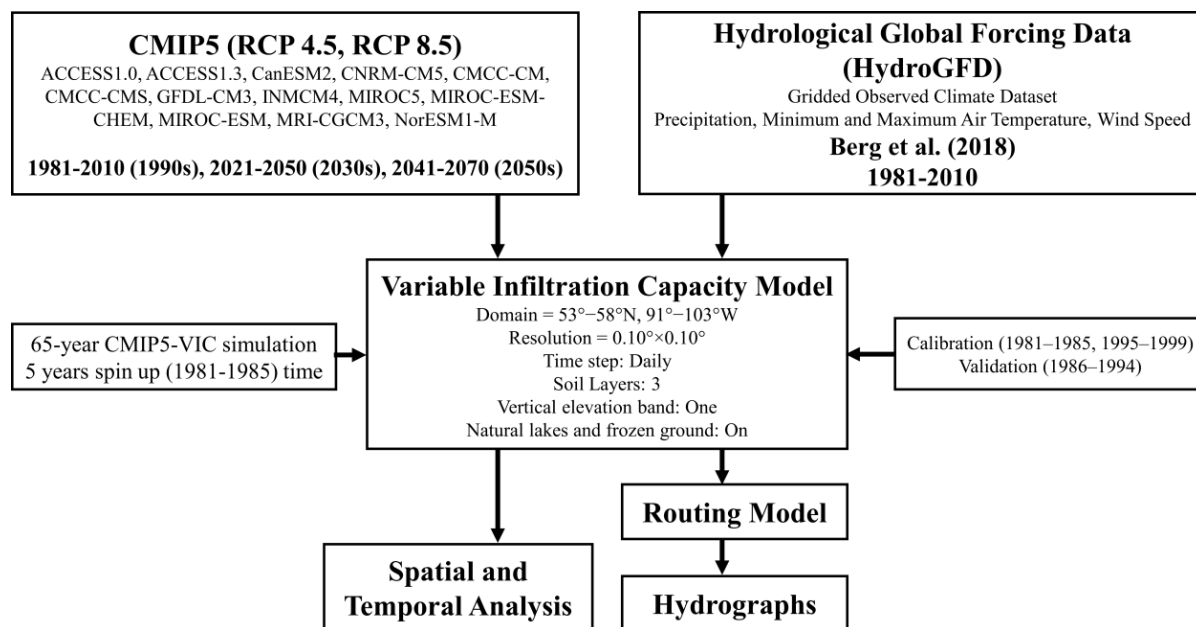 CMIP5 (RCP 4.5, RCP 8.5)
ACCESS1.0, ACCESS1.3, CanESM2, CNRM-CM5, CMCC-CM,
CMCC-CMS, GFDL-CM3, INMCM4, MIROC5, MIROC-ESM-
CHEM, MIROC-ESM, MRI-CGCM3, NorESM1-M
1981-2010 (1990s), 2021-2050 (2030s), 2041-2070 (2050s)
Hydrological Global Forcing Data
(HydroGFD)
Gridded Observed Climate Dataset
Precipitation, Minimum and Maximum Air Temperature, Wind Speed
Berg et al. (2018)
1981-2010
Variable Infiltration Capacity Model
Domain = 53°−58°N, 91°−103°W
Resolution = 0.10°×0.10°
Time step: Daily
Soil Layers: 3
Vertical elevation band: One
Natural lakes and frozen ground: On
65-year CMIP5-VIC simulation
5 years spin up (1981-1985) time
Calibration (1981–1985, 1995–1999)
Validation (1986–1994)
Routing Model
Spatial and
Temporal Analysis
Hydrographs